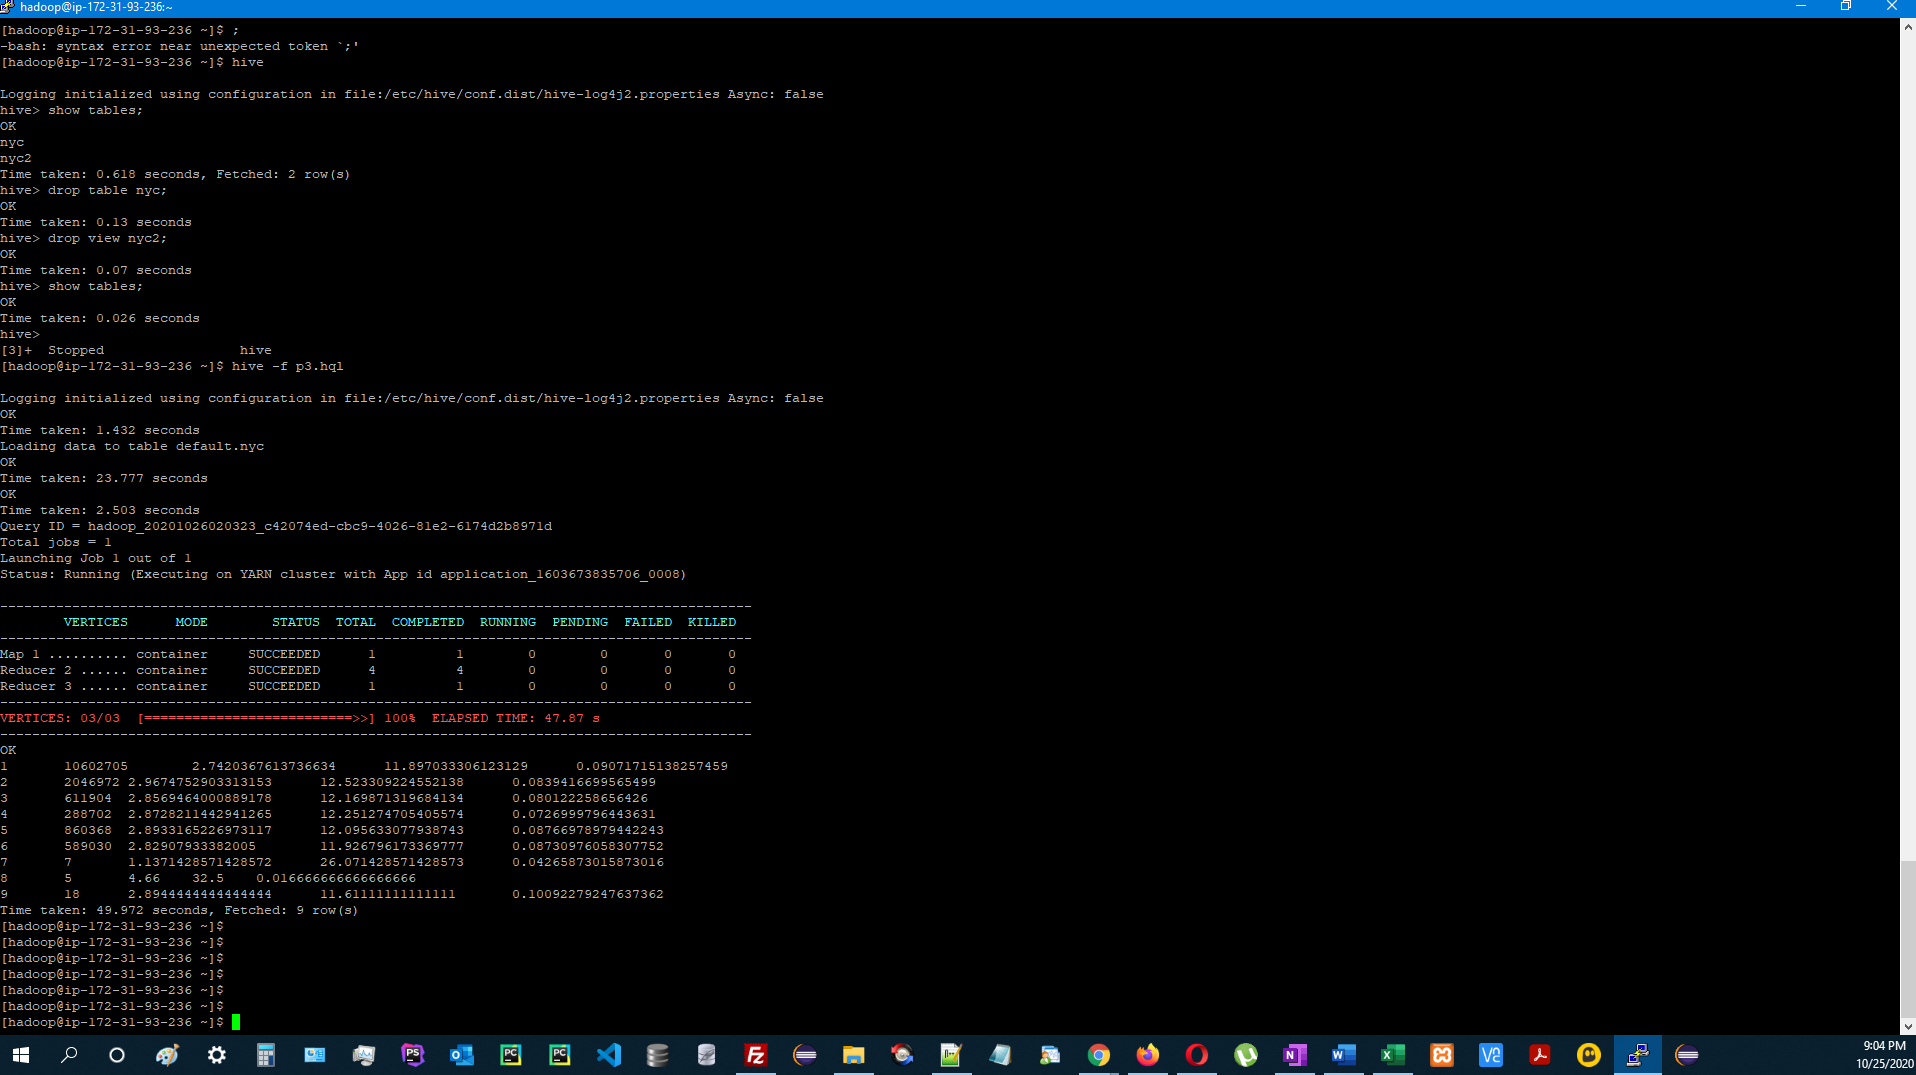 hadoop@ip-172-31-93-236:~
[hadoop@ip-172-31-93-236 ~]$ ;
-bash: syntax error near unexpected token `;'
[hadoop@ip-172-31-93-236 ~]$ hive
Logging initialized using configuration in file:/etc/hive/conf.dist/hive-log4j2.properties Async: false
hive> show tables;
OK
nyc
nyc2
Time taken: 0.618 seconds, Fetched: 2 row(s)
hive> drop table nyc;
OK
Time taken: 0.13 seconds
hive> drop view nyc2;
OK
Time taken: 0.07 seconds
hive> show tables;
OK
Time taken: 0.026 seconds
hive>
[3]+  Stopped                 hive
[hadoop@ip-172-31-93-236 ~]$ hive -f p3.hql
Logging initialized using configuration in file:/etc/hive/conf.dist/hive-log4j2.properties Async: false
OK
Time taken: 1.432 seconds
Loading data to table default.nyc
OK
Time taken: 23.777 seconds
OK
Time taken: 2.503 seconds
Query ID = hadoop_20201026020323_c42074ed-cbc9-4026-81e2-6174d2b8971d
Total jobs = 1
Launching Job 1 out of 1
Status: Running (Executing on YARN cluster with App id application_1603673835706_0008)
----------------------------------------------------------------------------------------------
        VERTICES      MODE        STATUS  TOTAL  COMPLETED  RUNNING  PENDING  FAILED  KILLED
----------------------------------------------------------------------------------------------
Map 1 .......... container     SUCCEEDED      1          1        0        0       0       0
Reducer 2 ...... container     SUCCEEDED      4          4        0        0       0       0
Reducer 3 ...... container     SUCCEEDED      1          1        0        0       0       0
----------------------------------------------------------------------------------------------
VERTICES: 03/03  [==========================>>] 100%  ELAPSED TIME: 47.87 s
----------------------------------------------------------------------------------------------
OK
1       10602705        2.7420367613736634      11.897033306123129      0.09071715138257459
2       2046972 2.9674752903313153      12.523309224552138      0.0839416699565499
3       611904  2.8569464000889178      12.169871319684134      0.080122258656426
4       288702  2.8728211442941265      12.251274705405574      0.0726999796443631
5       860368  2.8933165226973117      12.095633077938743      0.08766978979442243
6       589030  2.82907933382005        11.926796173369777      0.08730976058307752
7       7       1.1371428571428572      26.071428571428573      0.04265873015873016
8       5       4.66    32.5    0.016666666666666666
9       18      2.8944444444444444      11.61111111111111       0.10092279247637362
Time taken: 49.972 seconds, Fetched: 9 row(s)
[hadoop@ip-172-31-93-236 ~]$
[hadoop@ip-172-31-93-236 ~]$
[hadoop@ip-172-31-93-236 ~]$
[hadoop@ip-172-31-93-236 ~]$
[hadoop@ip-172-31-93-236 ~]$
[hadoop@ip-172-31-93-236 ~]$
[hadoop@ip-172-31-93-236 ~]$
9:04 PM
10/25/2020